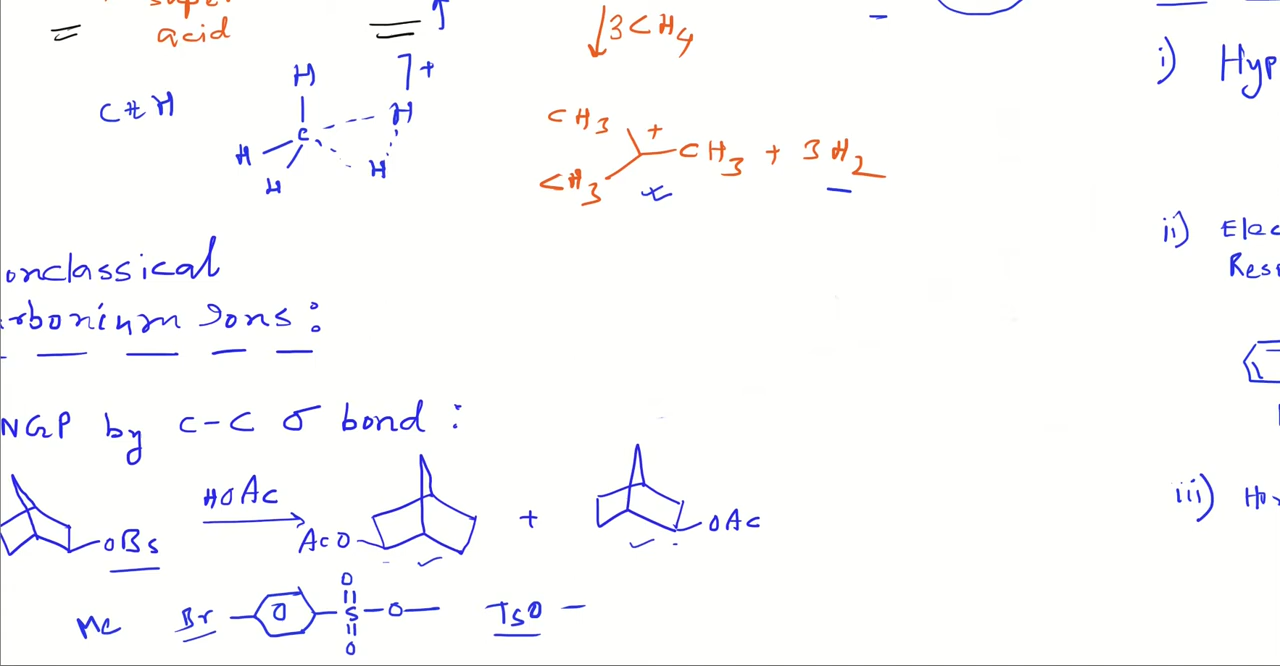 super
acid
↓3CH4
i) Hyp
H ]+
C≠H
H
C
H
H
H
CH3
+
CH3 + 3H2
CH3
ii) Elec
Res
onclassical
rbonium Ions:
NGP by C-C σ bond:
HOAc
OBs
AcO
+
OAc
iii) Ho
Me Br S O TsO -
O
O